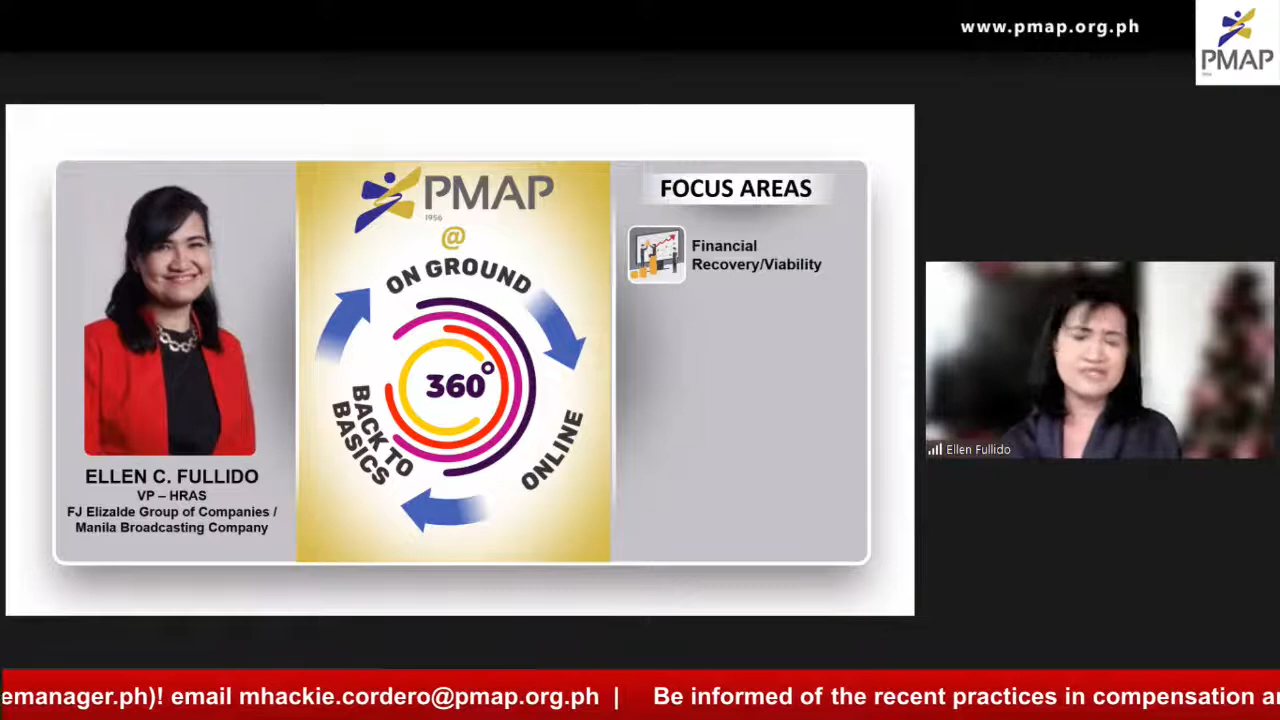 www.pmap.org.ph
PMAP
PMAP
1956
@
ON GROUND
ONLINE
BACK TO
BASICS
360°
FOCUS AREAS
Financial
Recovery/Viability
ELLEN C. FULLIDO
VP – HRAS
FJ Elizalde Group of Companies /
Manila Broadcasting Company
Ellen Fullido
emanager.ph)! email mhackie.cordero@pmap.org.ph | Be informed of the recent practices in compensation a